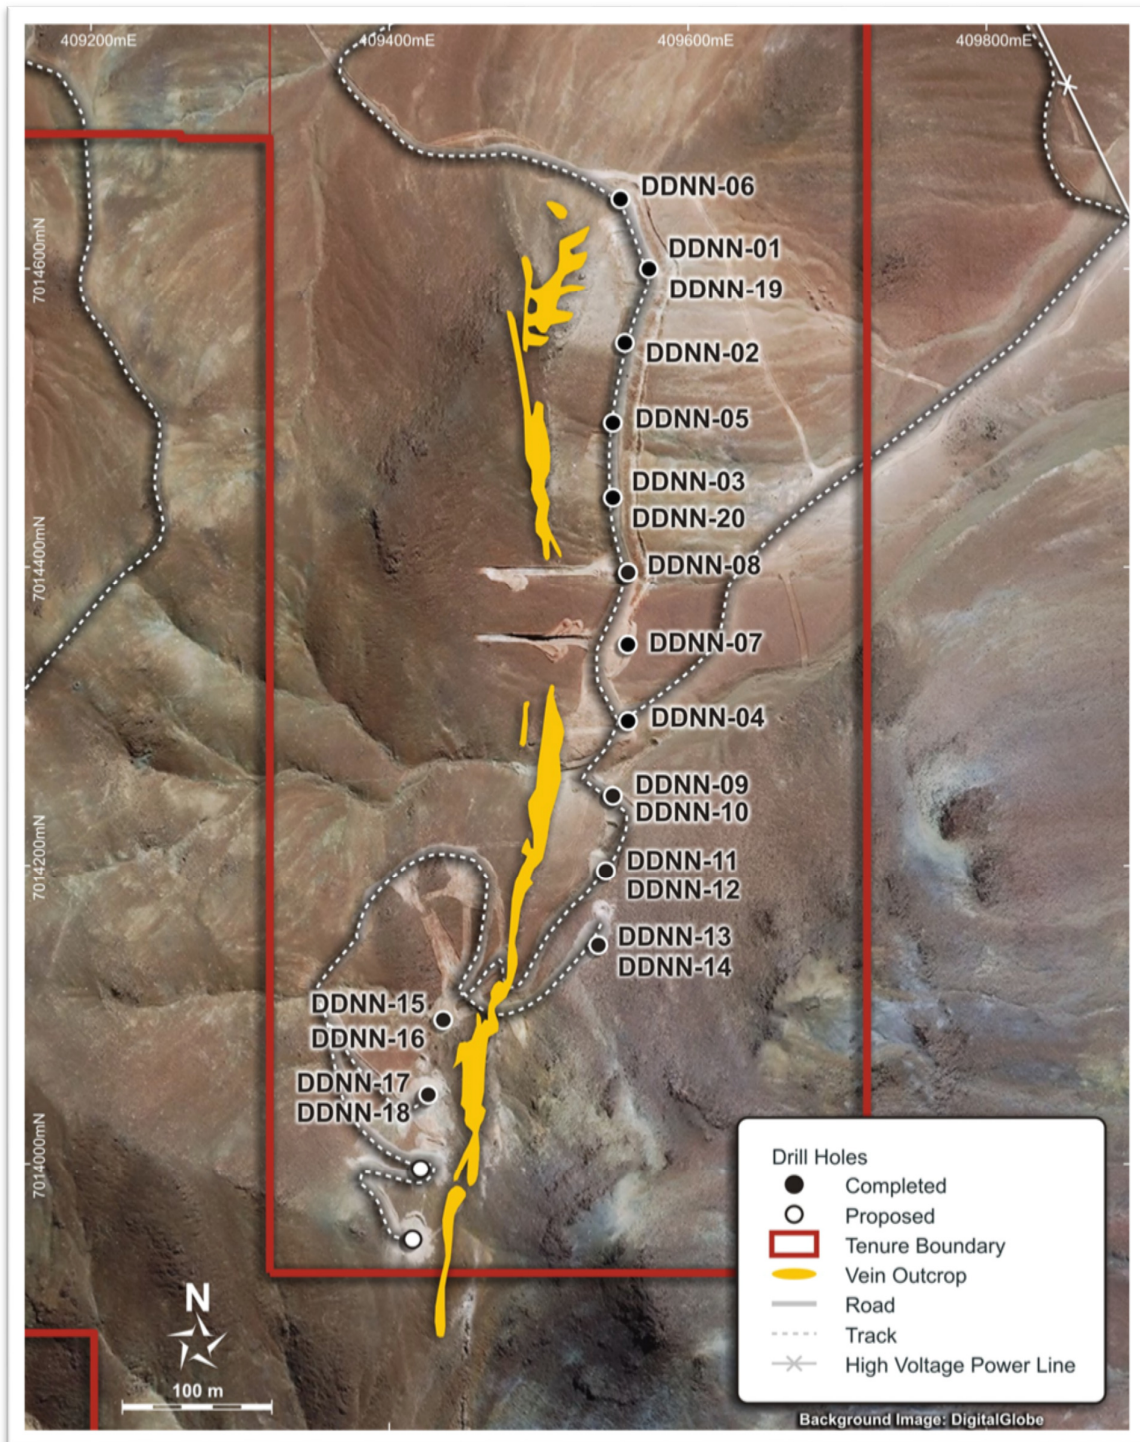 409200mE
409400mE
409600mE
409800mE
7014600mN
7014400mN
7014200mN
7014000mN
DDNN-06
DDNN-01
DDNN-19
DDNN-02
DDNN-05
DDNN-03
DDNN-20
DDNN-08
DDNN-07
DDNN-04
DDNN-09
DDNN-10
DDNN-11
DDNN-12
DDNN-13
DDNN-14
DDNN-15
DDNN-16
DDNN-17
DDNN-18
N
100 m
Drill Holes
Completed
Proposed
Tenure Boundary
Vein Outcrop
Road
Track
High Voltage Power Line
Background Image: DigitalGlobe